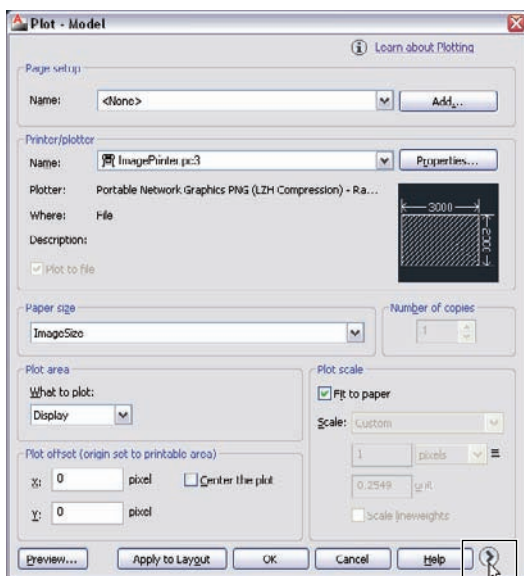 Plot - Model
Learn about Plotting
Page setup
Name: <None> Add...
Printer/plotter
Name: ImagePrinter.pc3 Properties...
Plotter: Portable Network Graphics PNG (LZH Compression) - Ra...
Where: File
Description:
Plot to file
3000
2000
Paper size
ImageSize
Number of copies
1
Plot area
What to plot:
Display
Plot scale
Fit to paper
Scale: Custom
1 pixels =
0.2549 unit
Scale lineweights
Plot offset (origin set to printable area)
X: 0 pixel Center the plot
Y: 0 pixel
Preview... Apply to Layout OK Cancel Help